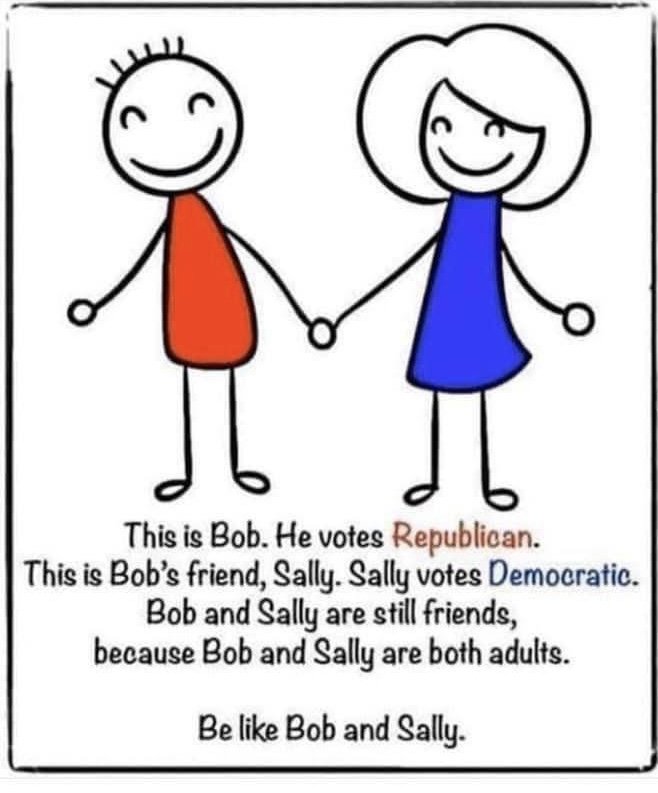 This is Bob. He votes Republican.
This is Bob's friend, Sally. Sally votes Democratic.
Bob and Sally are still friends,
because Bob and Sally are both adults.
Be like Bob and Sally.